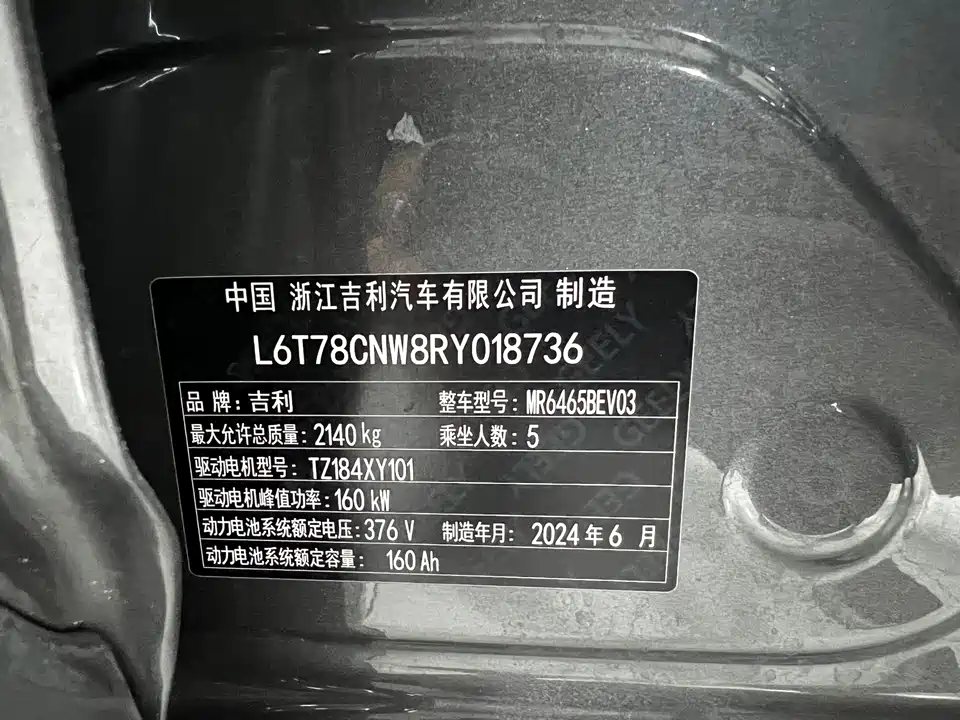 中国 浙江吉利汽车有限公司 制造
L6T78CNW8RY018736
品 牌：吉利 整车型号：MR6465BEV03
最大允许总质量：2140 kg 乘坐人数：5
驱动电机型号：TZ184XY101
驱动电机峰值功率：160 kW
动力电池系统额定电压：376 V 制造年月：2024 年 6 月
动力电池系统额定容量：160 Ah
GEELY
GEELY